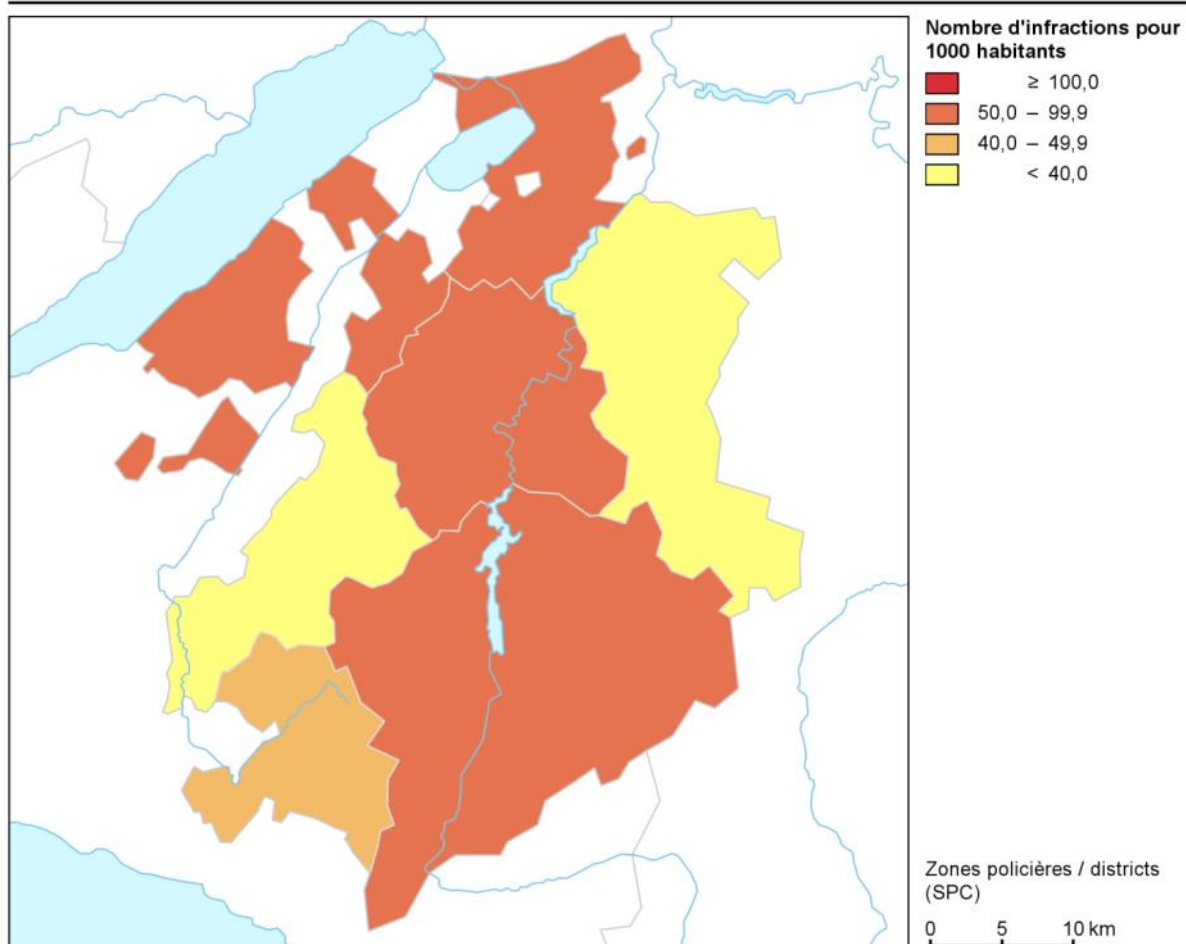 Nombre d'infractions pour
1000 habitants
≥ 100,0
50,0 – 99,9
40,0 – 49,9
< 40,0
Zones policières / districts
(SPC)
0 5 10 km